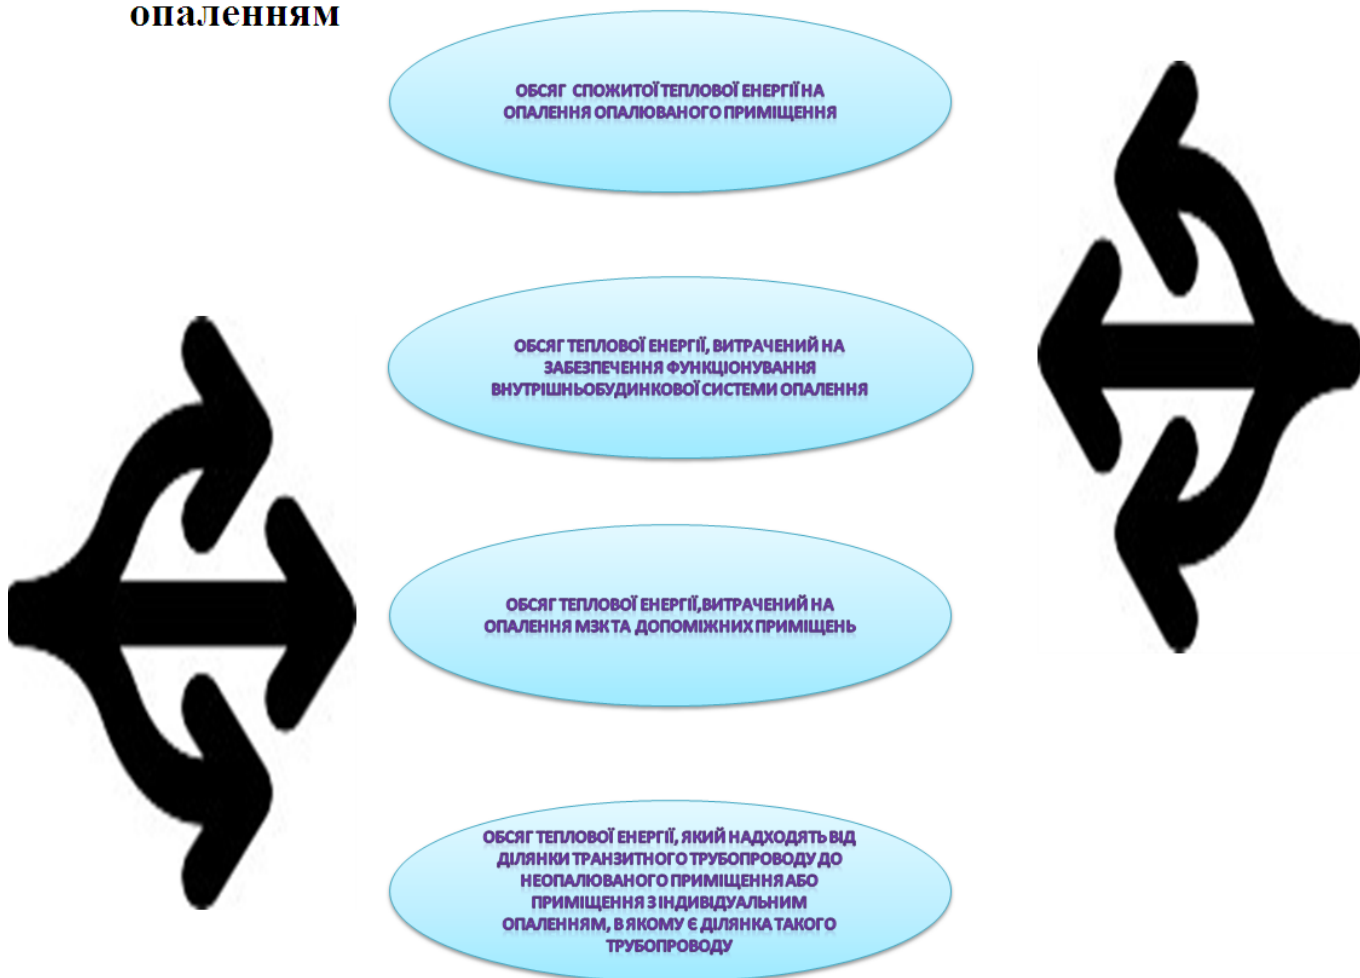 опаленням
ОБСЯГ СПОЖИТОЇ ТЕПЛОВОЇ ЕНЕРГІЇ НА
ОПАЛЕННЯ ОПАЛЮВАНОГО ПРИМІЩЕННЯ
ОБСЯГ ТЕПЛОВОЇ ЕНЕРГІЇ, ВИТРАЧЕНИЙ НА
ЗАБЕЗПЕЧЕННЯ ФУНКЦІОНУВАННЯ
ВНУТРІШНЬОБУДИНКОВОЇ СИСТЕМИ ОПАЛЕННЯ
ОБСЯГ ТЕПЛОВОЇ ЕНЕРГІЇ,ВИТРАЧЕНИЙ НА
ОПАЛЕННЯ МЗК ТА ДОПОМІЖНИХ ПРИМІЩЕНЬ
ОБСЯГ ТЕПЛОВОЇ ЕНЕРГІЇ, ЯКИЙ НАДХОДЯТЬ ВІД
ДІЛЯНКИ ТРАНЗИТНОГО ТРУБОПРОВОДУ ДО
НЕОПАЛЮВАНОГО ПРИМІЩЕННЯ АБО
ПРИМІЩЕННЯ З ІНДИВІДУАЛЬНИМ
ОПАЛЕННЯМ, В ЯКОМУ Є ДІЛЯНКА ТАКОГО
ТРУБОПРОВОДУ